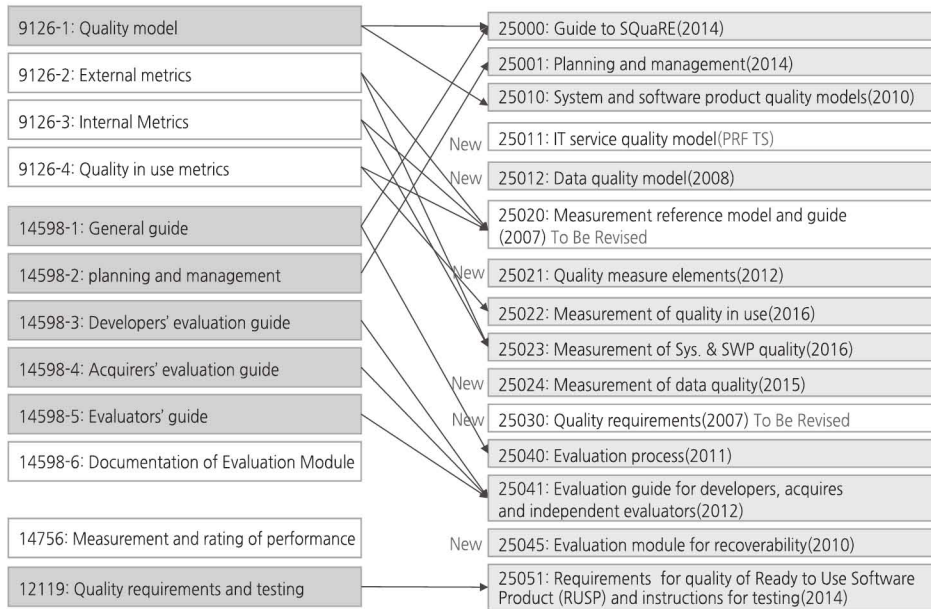 9126-1: Quality model
9126-2: External metrics
9126-3: Internal Metrics
9126-4: Quality in use metrics
14598-1: General guide
14598-2: planning and management
14598-3: Developers' evaluation guide
14598-4: Acquirers' evaluation guide
14598-5: Evaluators' guide
14598-6: Documentation of Evaluation Module
14756: Measurement and rating of performance
12119: Quality requirements and testing
25000: Guide to SQuaRE(2014)
25001: Planning and management(2014)
25010: System and software product quality models(2010)
New 25011: IT service quality model(PRF TS)
New 25012: Data quality model(2008)
25020: Measurement reference model and guide
(2007) To Be Revised
New 25021: Quality measure elements(2012)
25022: Measurement of quality in use(2016)
25023: Measurement of Sys. & SWP quality(2016)
New 25024: Measurement of data quality(2015)
New 25030: Quality requirements(2007) To Be Revised
25040: Evaluation process(2011)
25041: Evaluation guide for developers, acquires
and independent evaluators(2012)
New 25045: Evaluation module for recoverability(2010)
25051: Requirements for quality of Ready to Use Software
Product (RUSP) and instructions for testing(2014)